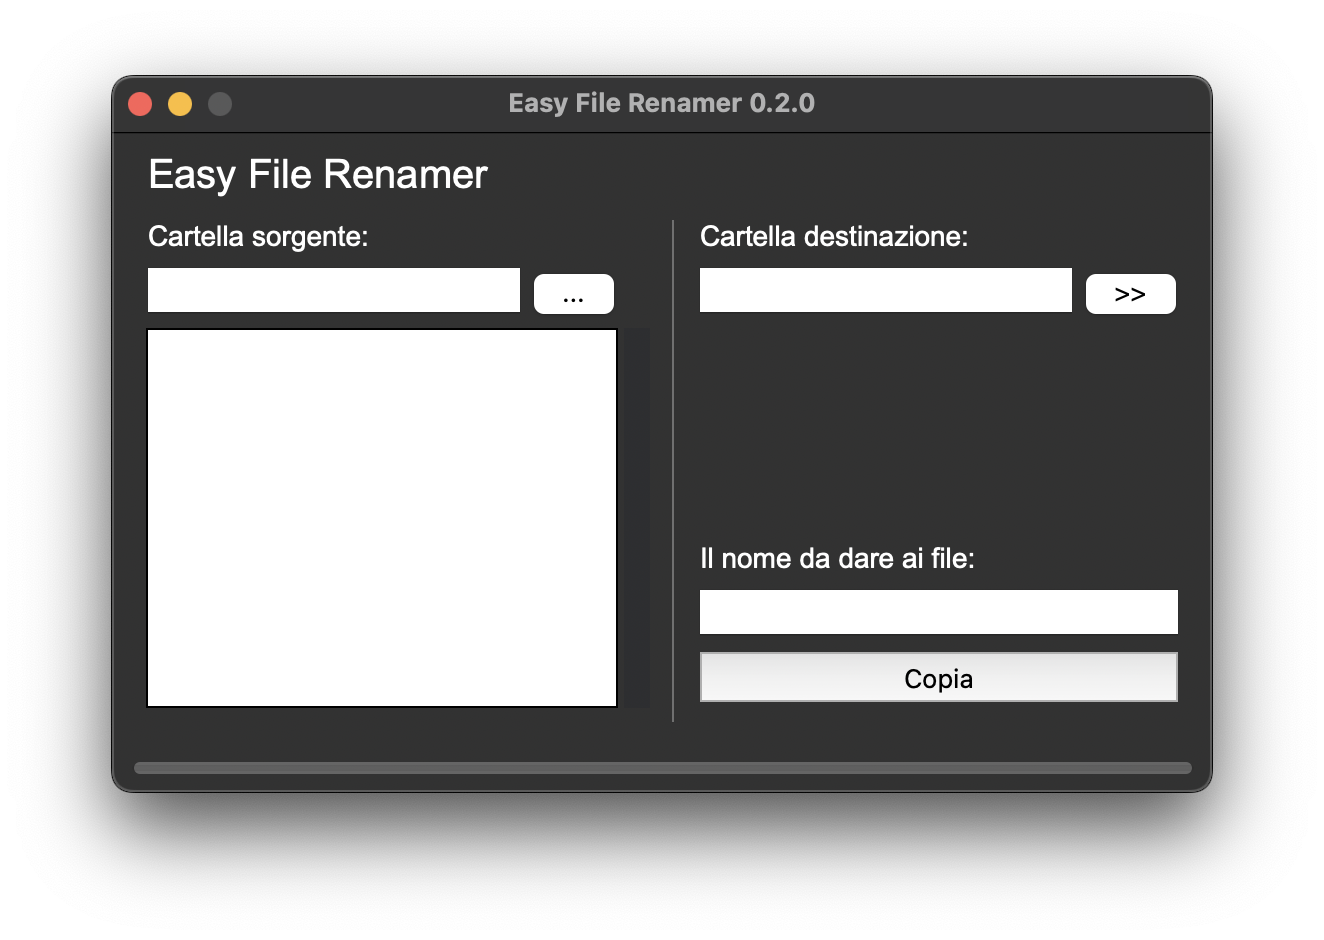 Easy File Renamer 0.2.0
Easy File Renamer
Cartella sorgente:
...
Cartella destinazione:
>>
Il nome da dare ai file:
Copia